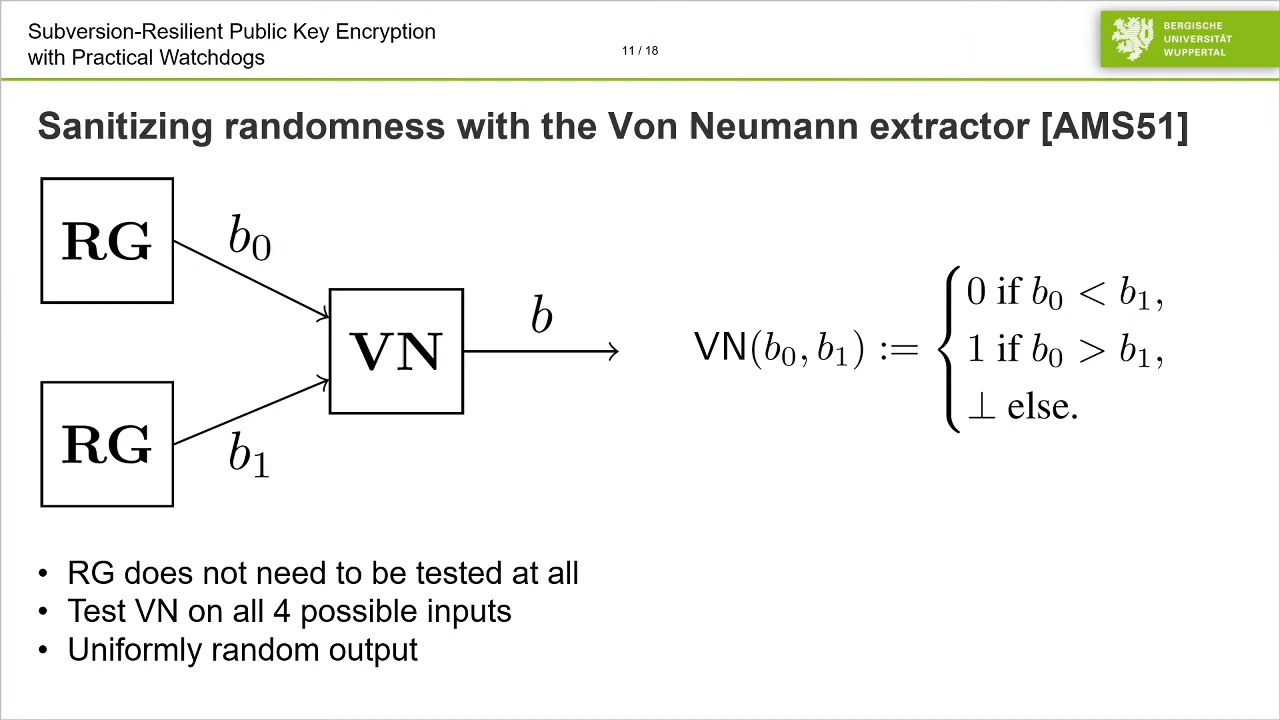 Subversion-Resilient Public Key Encryption
with Practical Watchdogs
11 / 18
BERGISCHE
UNIVERSITÄT
WUPPERTAL
Sanitizing randomness with the Von Neumann extractor [AMS51]
RG
b₀
VN
b
RG
b₁
VN(b₀, b₁) :=
0 if b₀ < b₁,
1 if b₀ > b₁,
⊥ else.
• RG does not need to be tested at all
• Test VN on all 4 possible inputs
• Uniformly random output